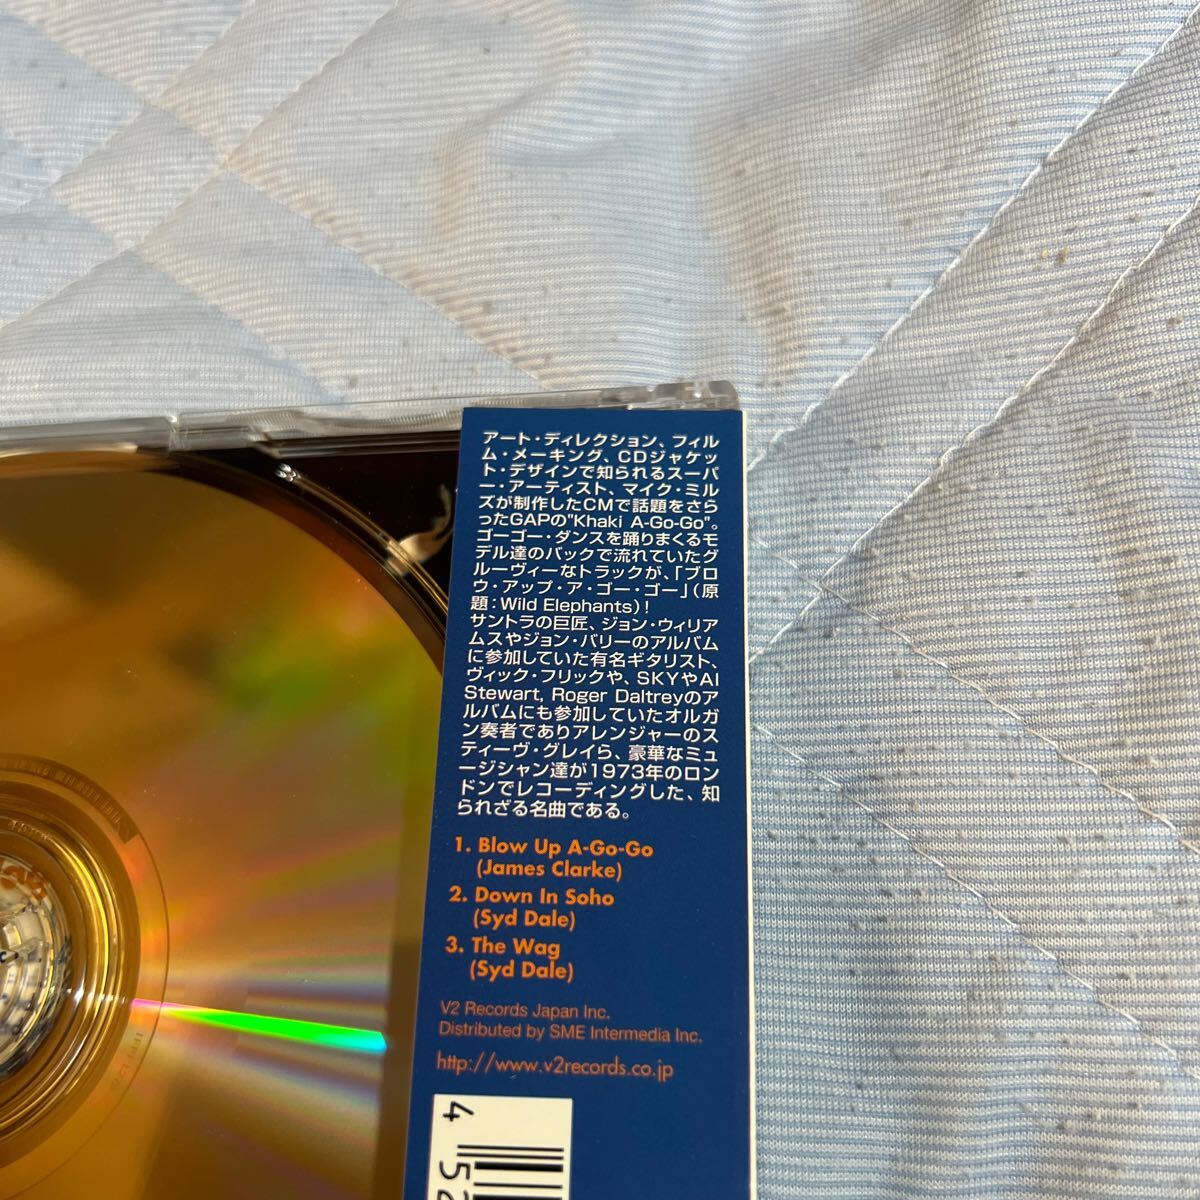 アート・ディレクション、フィル
ム・メーキング、CDジャケッ
ト・デザインで知られるスーパ
ー・アーティスト、マイク・ミル
ズが制作したCMで話題をさら
ったGAPの"Khaki A-Go-Go"。
ゴーゴー・ダンスを踊りまくるモ
デル達のバックで流れていたグ
ルーヴィーなトラックが、「ブロ
ウ・アップ・ア・ゴー・ゴー」(原
題:Wild Elephants)!
サントラの巨匠、ジョン・ウィリア
ムスやジョン・バリーのアルバム
に参加していた有名ギタリスト、
ヴィック・フリックや、SKYやAl
Stewart, Roger Daltreyのア
ルバムにも参加していたオルガ
ン奏者でありアレンジャーのス
ティーヴ・グレイら、豪華なミュ
ージシャン達が1973年のロン
ドンでレコーディングした、知
られざる名曲である。
1. Blow Up A-Go-Go
(James Clarke)
2. Down In Soho
(Syd Dale)
3. The Wag
(Syd Dale)
V2 Records Japan Inc.
Distributed by SME Intermedia Inc.
http://www.v2records.co.jp
4 52